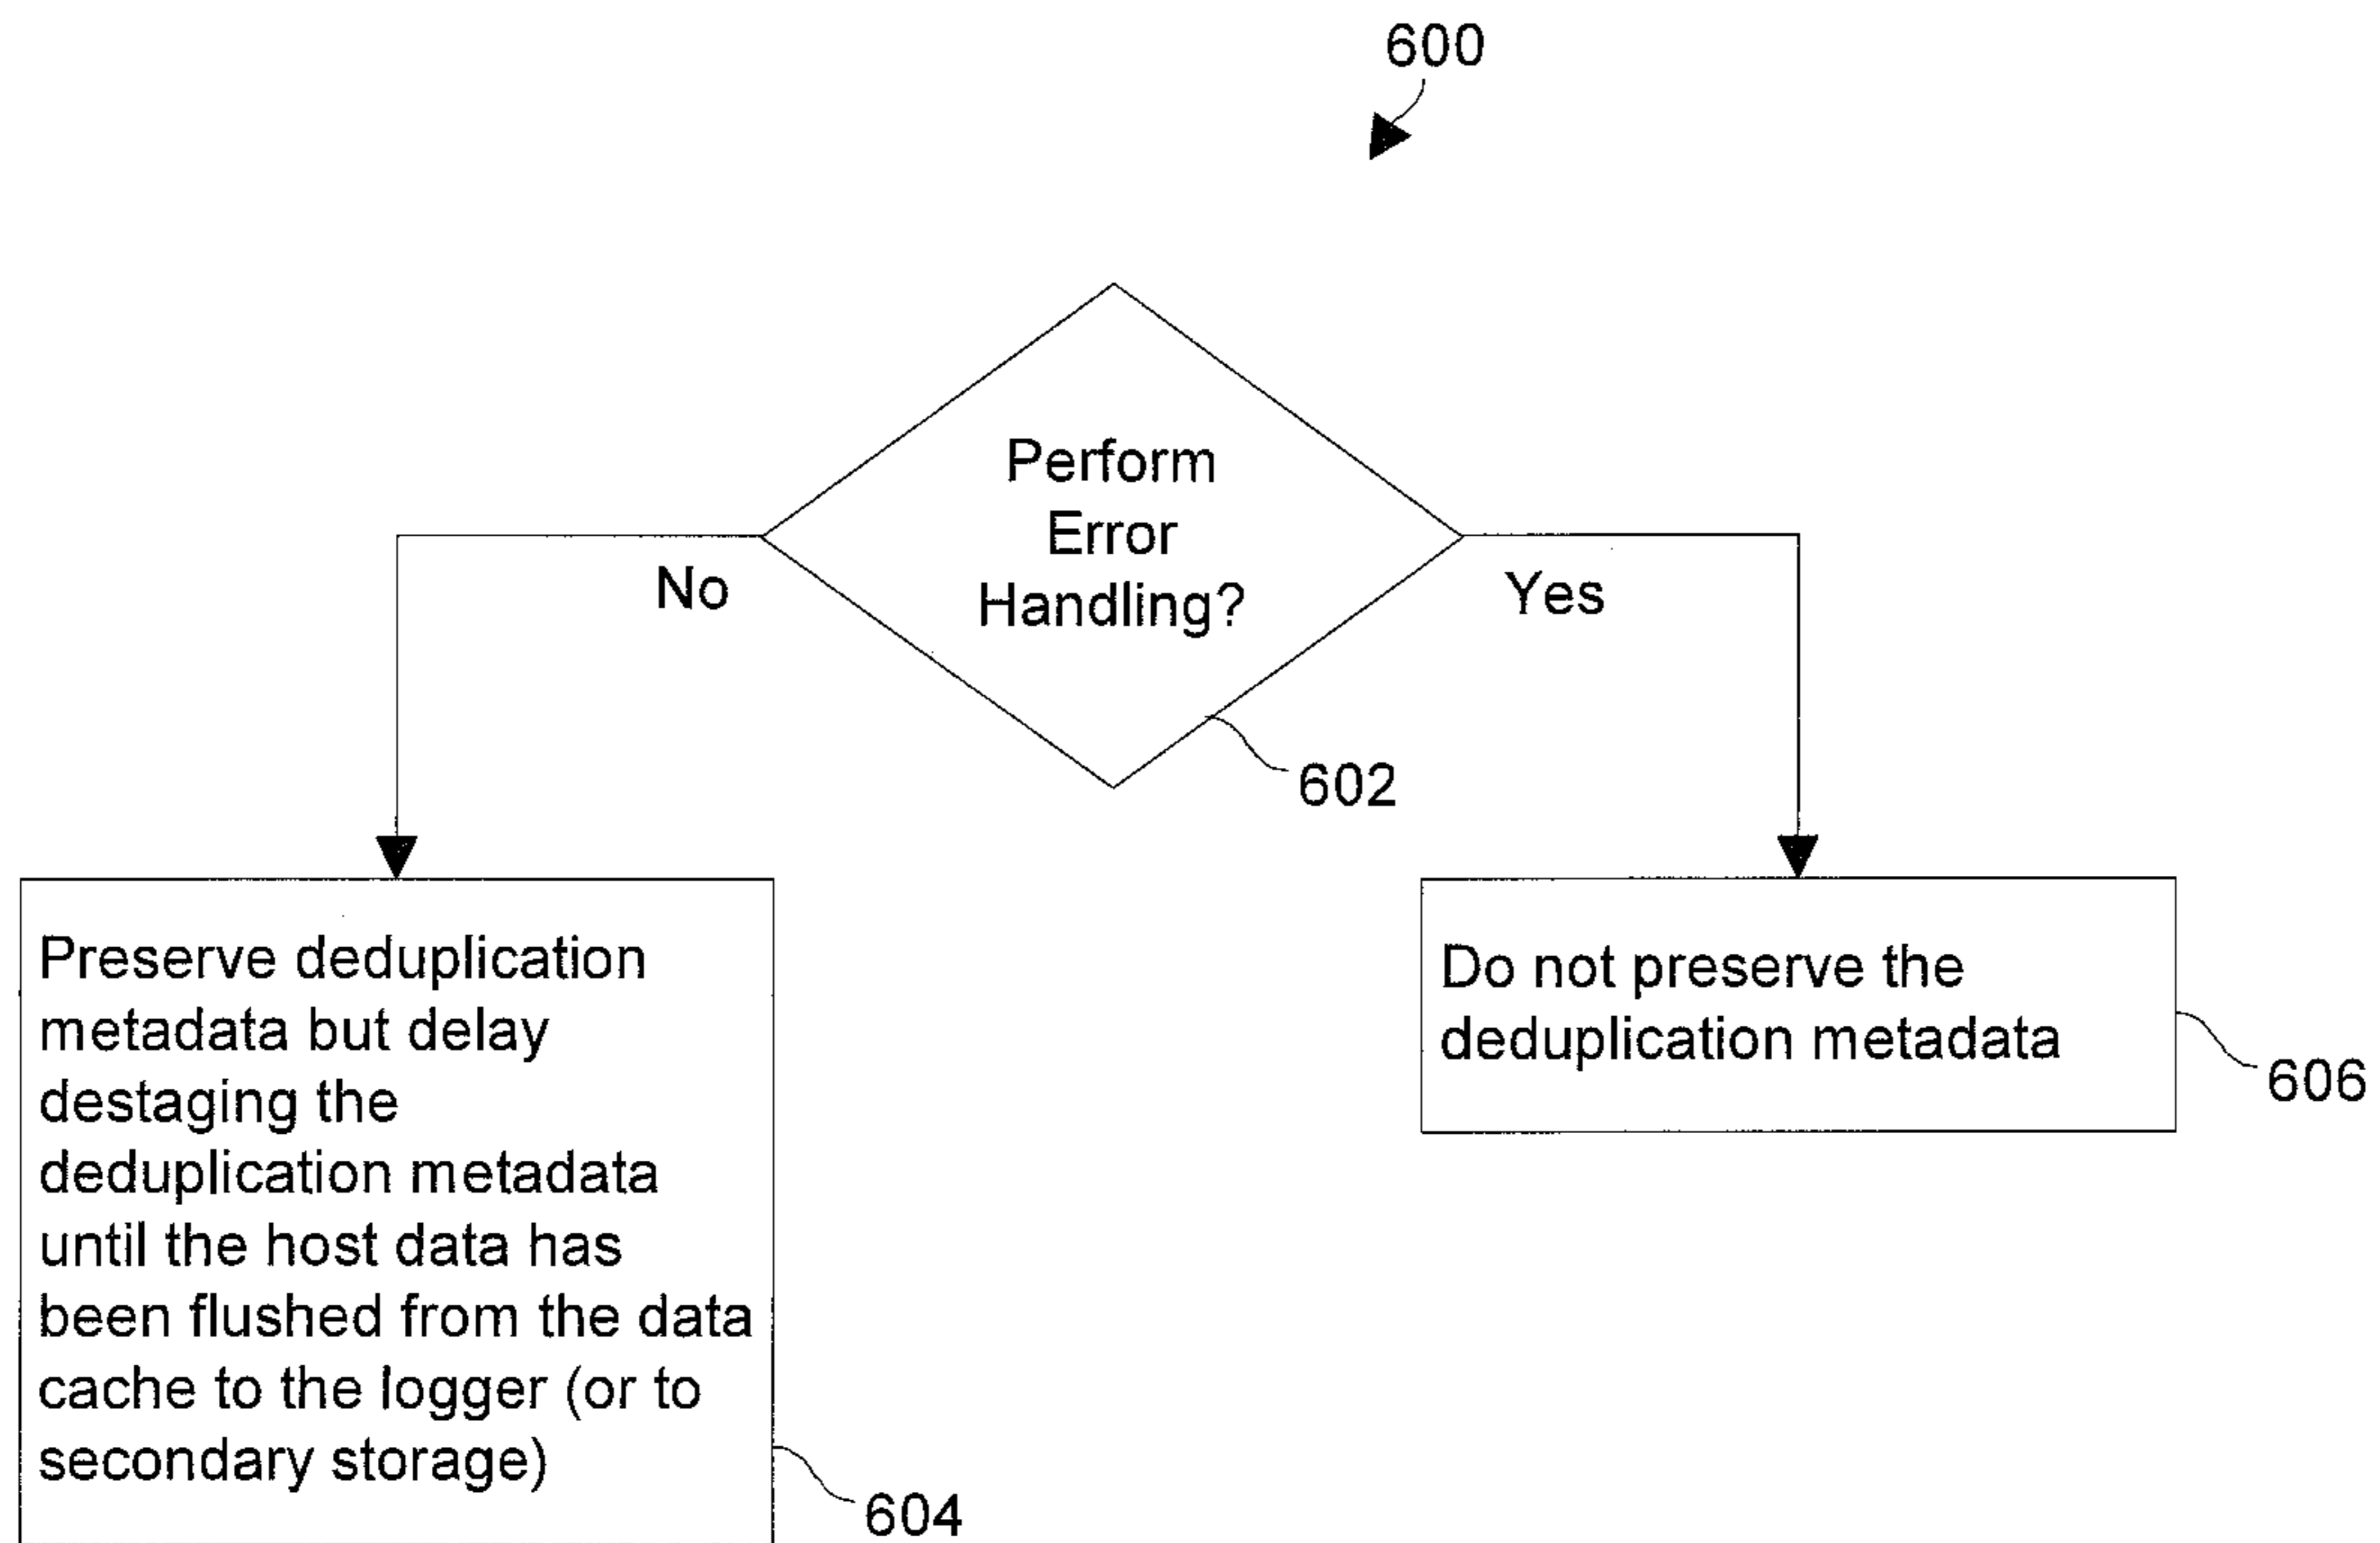 600
Perform
Error
Handling?
No
Yes
602
Preserve deduplication
metadata but delay
destaging the
deduplication metadata
until the host data has
been flushed from the data
cache to the logger (or to
secondary storage)
604
Do not preserve the
deduplication metadata
606